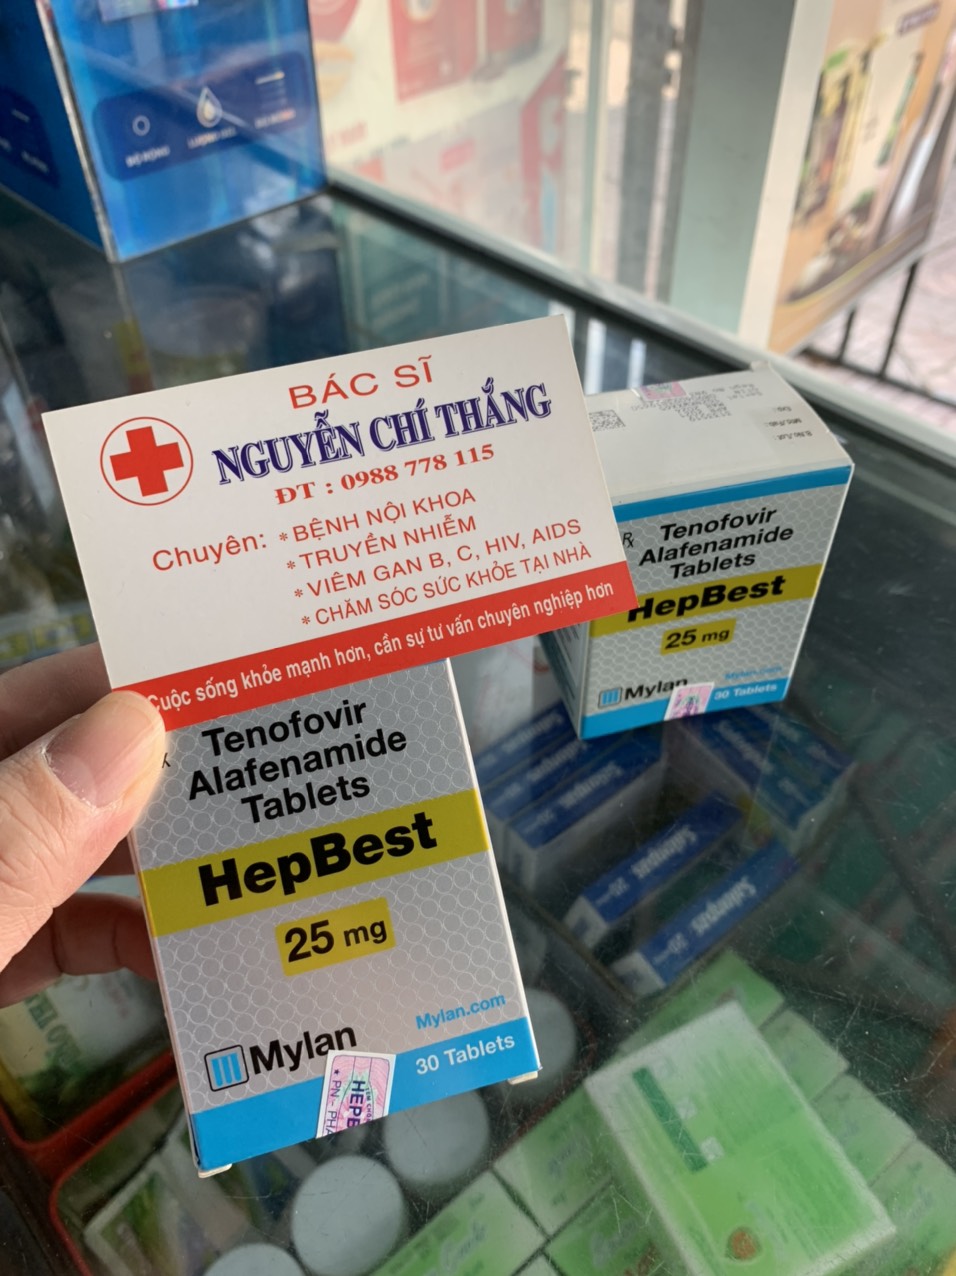 BÁC SĨ
NGUYỄN CHÍ THẮNG
ĐT : 0988 778 115
Chuyên: * BỆNH NỘI KHOA
* TRUYỀN NHIỄM
* VIÊM GAN B, C, HIV, AIDS
* CHĂM SÓC SỨC KHỎE TẠI NHÀ
Cuộc sống khỏe mạnh hơn, cần sự tư vấn chuyên nghiệp hơn
Tenofovir
Alafenamide
Tablets
HepBest
25 mg
Mylan
Mylan.com
30 Tablets
Rx Tenofovir
Alafenamide
Tablets
HepBest
25 mg
Mylan
Mylan.com
30 Tablets